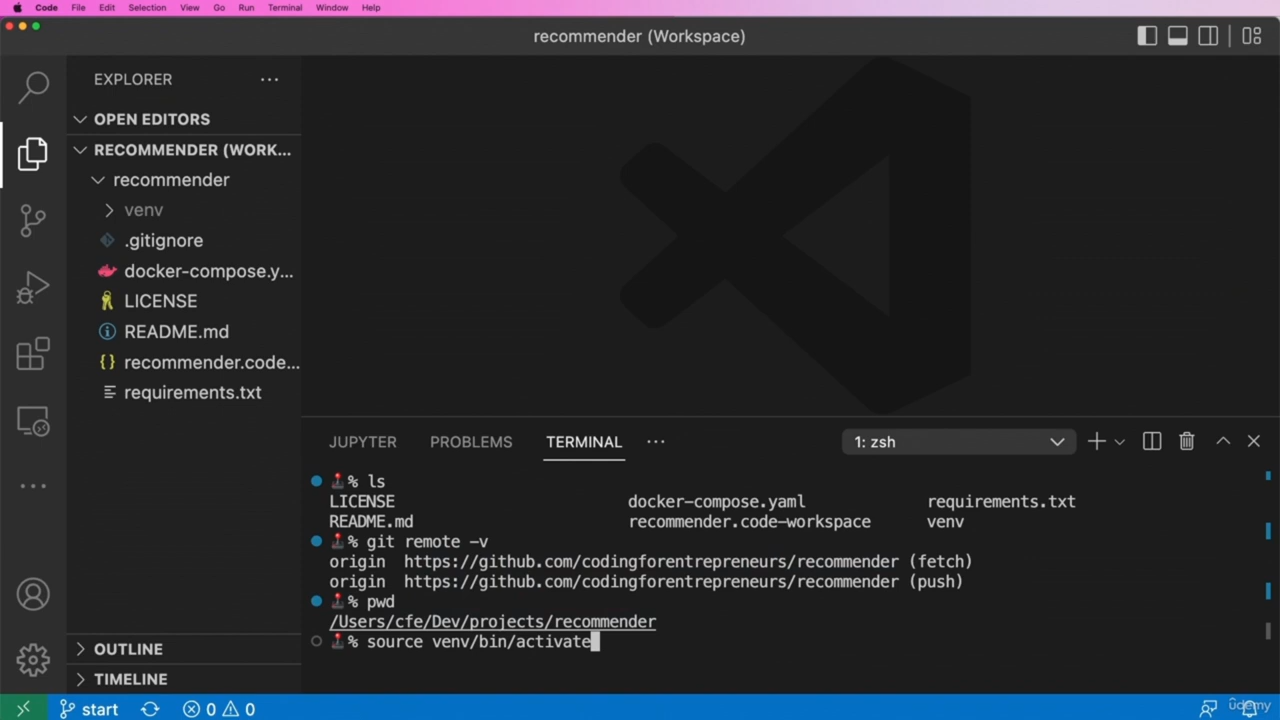 Code File Edit Selection View Go Run Terminal Window Help
recommender (Workspace)
EXPLORER ...
OPEN EDITORS
RECOMMENDER (WORK...
recommender
venv
.gitignore
docker-compose.y...
LICENSE
README.md
recommender.code...
requirements.txt
OUTLINE
TIMELINE
JUPYTER PROBLEMS TERMINAL ... 1: zsh
% ls
LICENSE docker-compose.yaml requirements.txt
README.md recommender.code-workspace venv
% git remote -v
origin https://github.com/codingforentrepreneurs/recommender (fetch)
origin https://github.com/codingforentrepreneurs/recommender (push)
% pwd
/Users/cfe/Dev/projects/recommender
% source venv/bin/activate
start 0 0
ûdemy